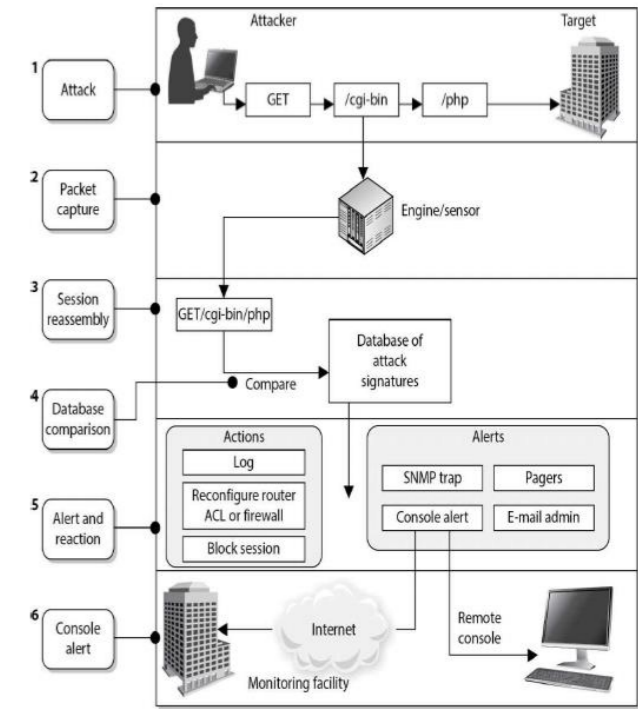 Attacker
Target
1
Attack
GET
/cgi-bin
/php
2
Packet
capture
Engine/sensor
3
Session
reassembly
GET/cgi-bin/php
Database of
attack
signatures
4
Database
comparison
Compare
Actions
Log
Reconfigure router
ACL or firewall
Block session
Alerts
SNMP trap
Pagers
Console alert
E-mail admin
5
Alert and
reaction
6
Console
alert
Internet
Remote
console
Monitoring facility